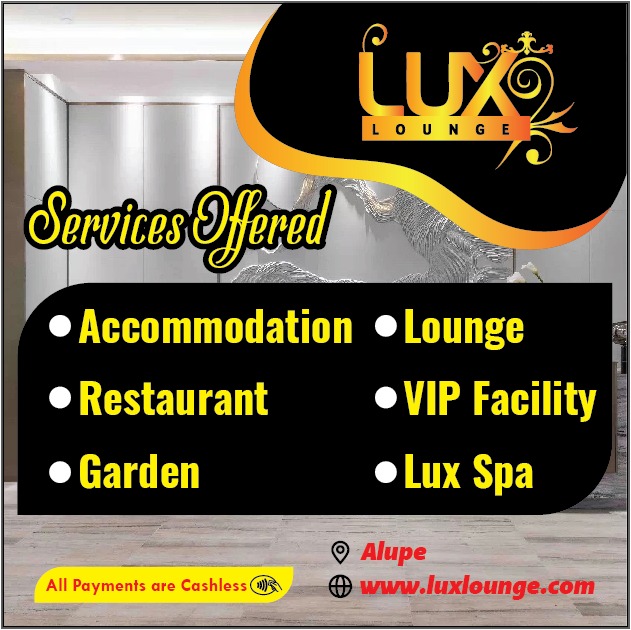 LUX
LOUNGE
Services Offered
Accommodation
Lounge
Restaurant
VIP Facility
Garden
Lux Spa
Alupe
All Payments are Cashless
www.luxlounge.com